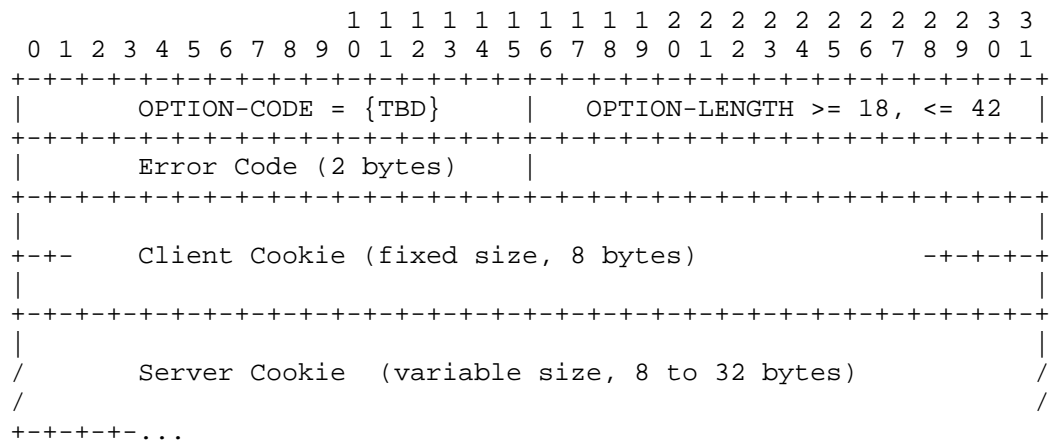 1 1 1 1 1 1 1 1 1 1 2 2 2 2 2 2 2 2 2 2 3 3
 0 1 2 3 4 5 6 7 8 9 0 1 2 3 4 5 6 7 8 9 0 1 2 3 4 5 6 7 8 9 0 1
+-+-+-+-+-+-+-+-+-+-+-+-+-+-+-+-+-+-+-+-+-+-+-+-+-+-+-+-+-+-+-+-+
|       OPTION-CODE = {TBD}     |   OPTION-LENGTH >= 18, <= 42  |
+-+-+-+-+-+-+-+-+-+-+-+-+-+-+-+-+-+-+-+-+-+-+-+-+-+-+-+-+-+-+-+-+
|       Error Code (2 bytes)    |
+-+-+-+-+-+-+-+-+-+-+-+-+-+-+-+-+-+-+-+-+-+-+-+-+-+-+-+-+-+-+-+-+
|                                                               |
+-+-    Client Cookie (fixed size, 8 bytes)              -+-+-+-+
|                                                               |
+-+-+-+-+-+-+-+-+-+-+-+-+-+-+-+-+-+-+-+-+-+-+-+-+-+-+-+-+-+-+-+-+
|                                                               |
/       Server Cookie  (variable size, 8 to 32 bytes)           /
/                                                               /
+-+-+-+-...